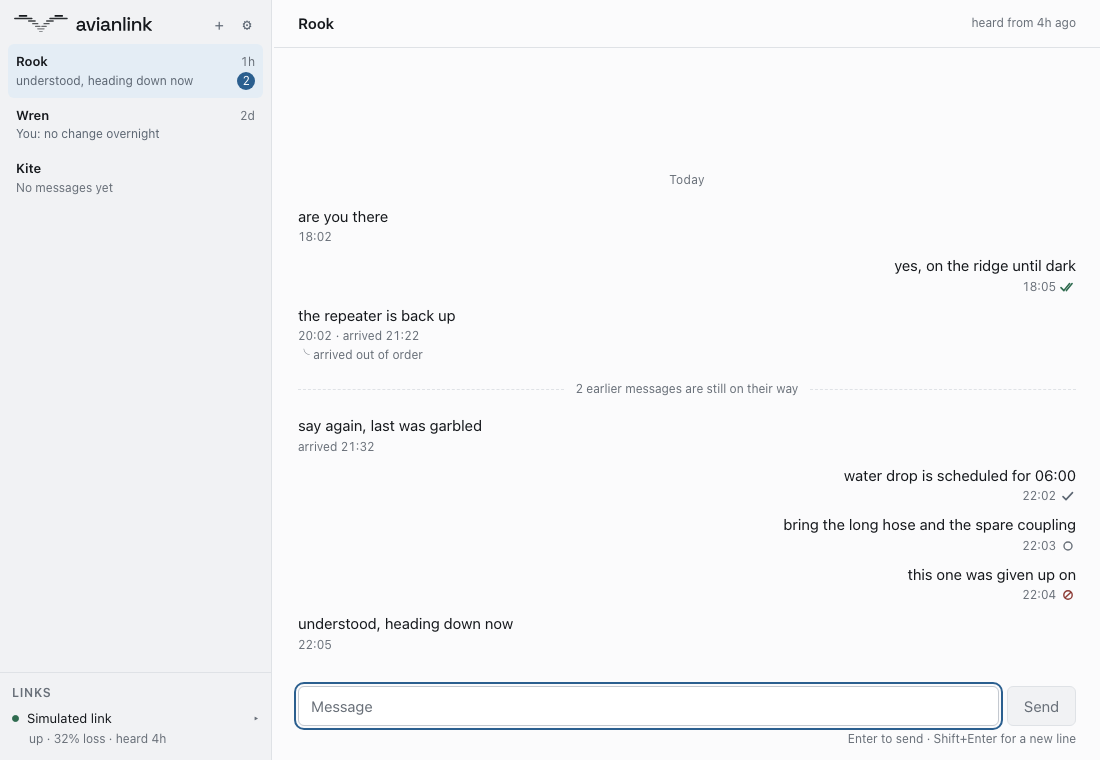 avianlink
+
Rook 1h
understood, heading down now 2
Wren 2d
You: no change overnight
Kite
No messages yet
LINKS
Simulated link
up · 32% loss · heard 4h
Rook
heard from 4h ago
Today
are you there
18:02
yes, on the ridge until dark
18:05
the repeater is back up
20:02 · arrived 21:22
arrived out of order
2 earlier messages are still on their way
say again, last was garbled
arrived 21:32
water drop is scheduled for 06:00
22:02
bring the long hose and the spare coupling
22:03
this one was given up on
22:04
understood, heading down now
22:05
Message
Send
Enter to send · Shift+Enter for a new line